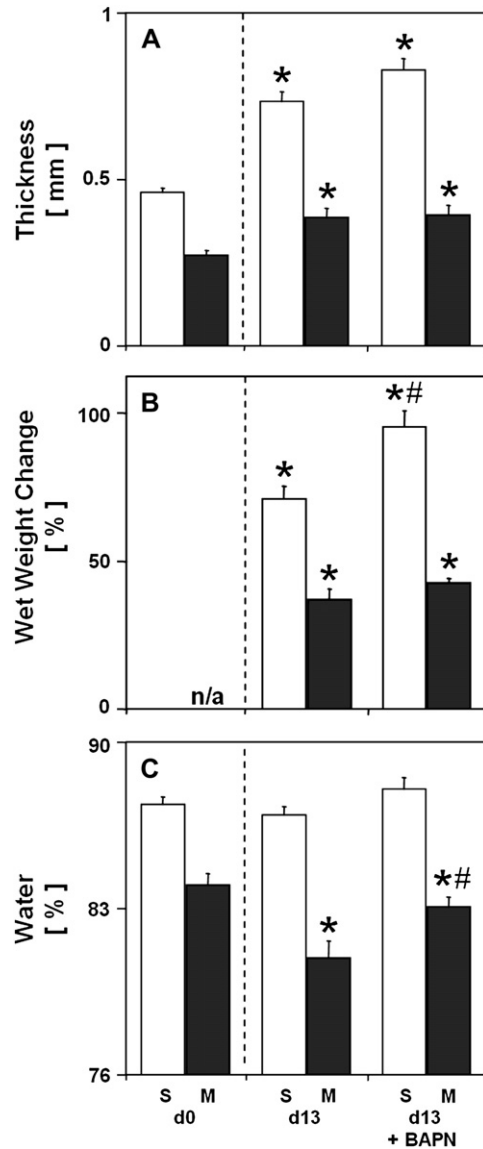 A
Thickness
[ mm ]
1
0.5
0
*
*
*
*
B
Wet Weight Change
[ % ]
100
50
0
n/a
*
*
*#
*
C
Water
[ % ]
90
83
76
*
*#
S M S M S M
d0 d13 d13
+ BAPN